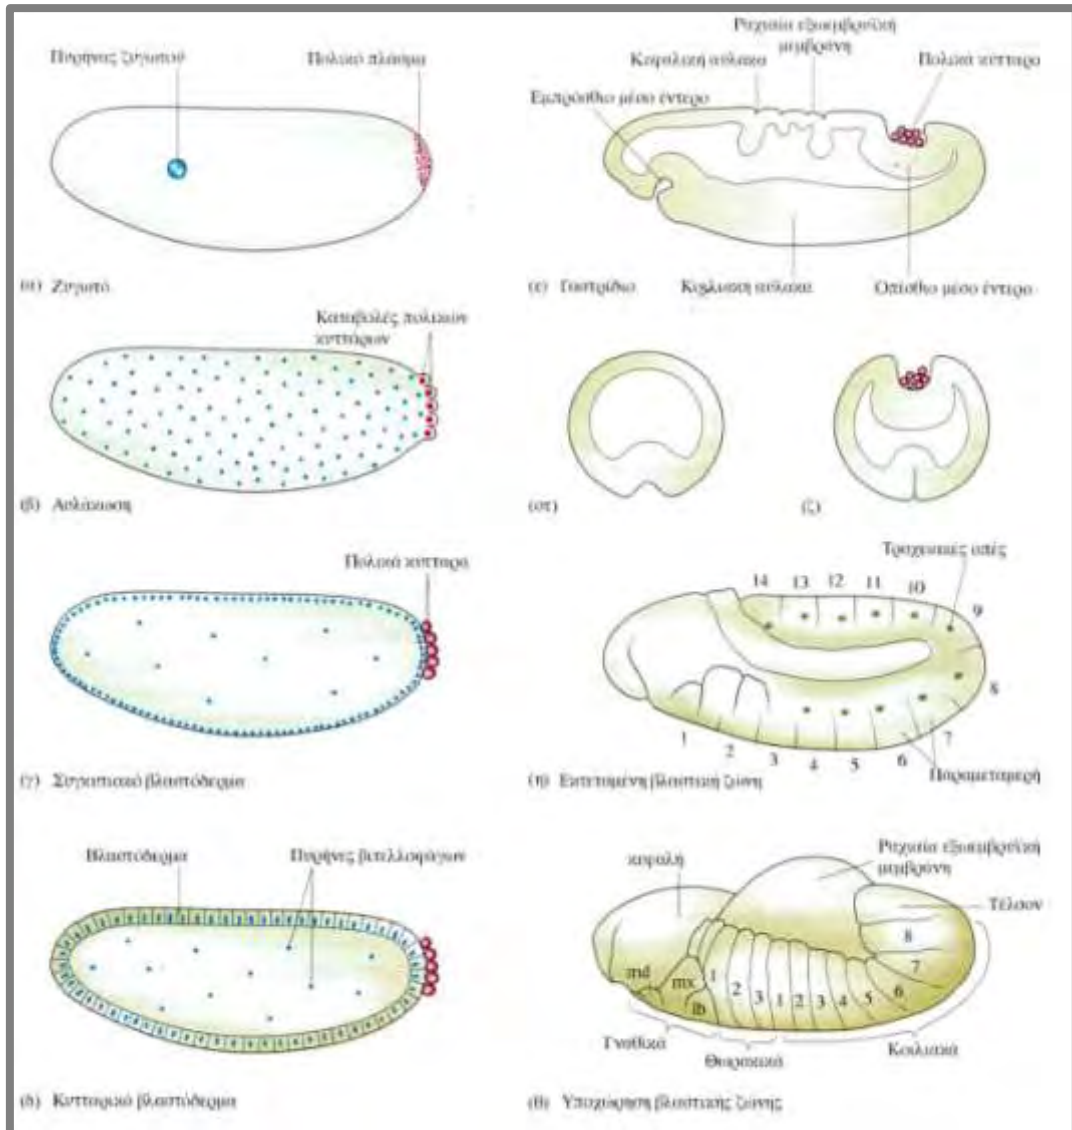 Πυρήνας ζυγωτού
Πολικό πλάσμα
(α) Ζυγωτό
Καταβολές πολικών
κυττάρων
(β) Αυλάκωση
Πολικά κύτταρα
(γ) Συγκυτιακό βλαστόδερμα
Βλαστόδερμα
Πυρήνες βιτελλοφάγων
(δ) Κυτταρικό βλαστόδερμα
Ραχιαία εξωεμβρυϊκή
μεμβράνη
Κεφαλική αύλακα
Πολικά κύτταρα
Εμπρόσθιο μέσο έντερο
(ε) Γαστρίδιο
Κοιλιακή αύλακα
Οπίσθιο μέσο έντερο
(στ)
(ζ)
Τραχειακές οπές
14 13 12 11 10 9
8
1 2 3 4 5 6 7
Παραμεταμερή
(η) Εκτεταμένη βλαστική ζώνη
Ραχιαία εξωεμβρυϊκή
μεμβράνη
κεφαλή
Τέλσον
md mx lb 1 2 3 1 2 3 4 5 6 7 8
Γναθικά
Θωρακικά
Κοιλιακά
(θ) Υποχώρηση βλαστικής ζώνης